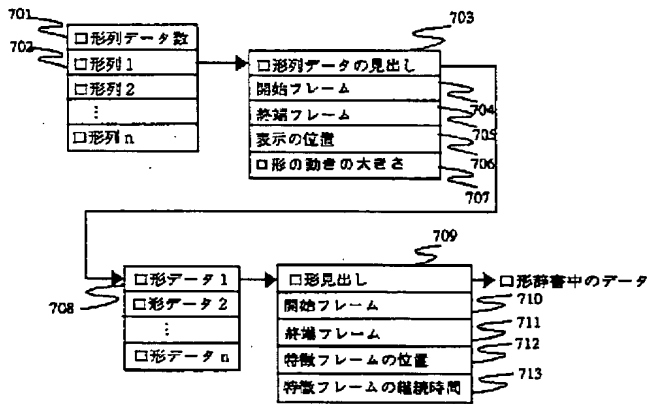 701
702
口形列データ数
口形列1
口形列2
⋮
口形列n
703
口形列データの見出し
開始フレーム
704
終端フレーム
705
表示の位置
706
口形の動きの大きさ
707
708
口形データ1
口形データ2
⋮
口形データn
709
口形見出し
口形辞書中のデータ
開始フレーム
710
終端フレーム
711
特徴フレームの位置
712
特徴フレームの継続時間
713